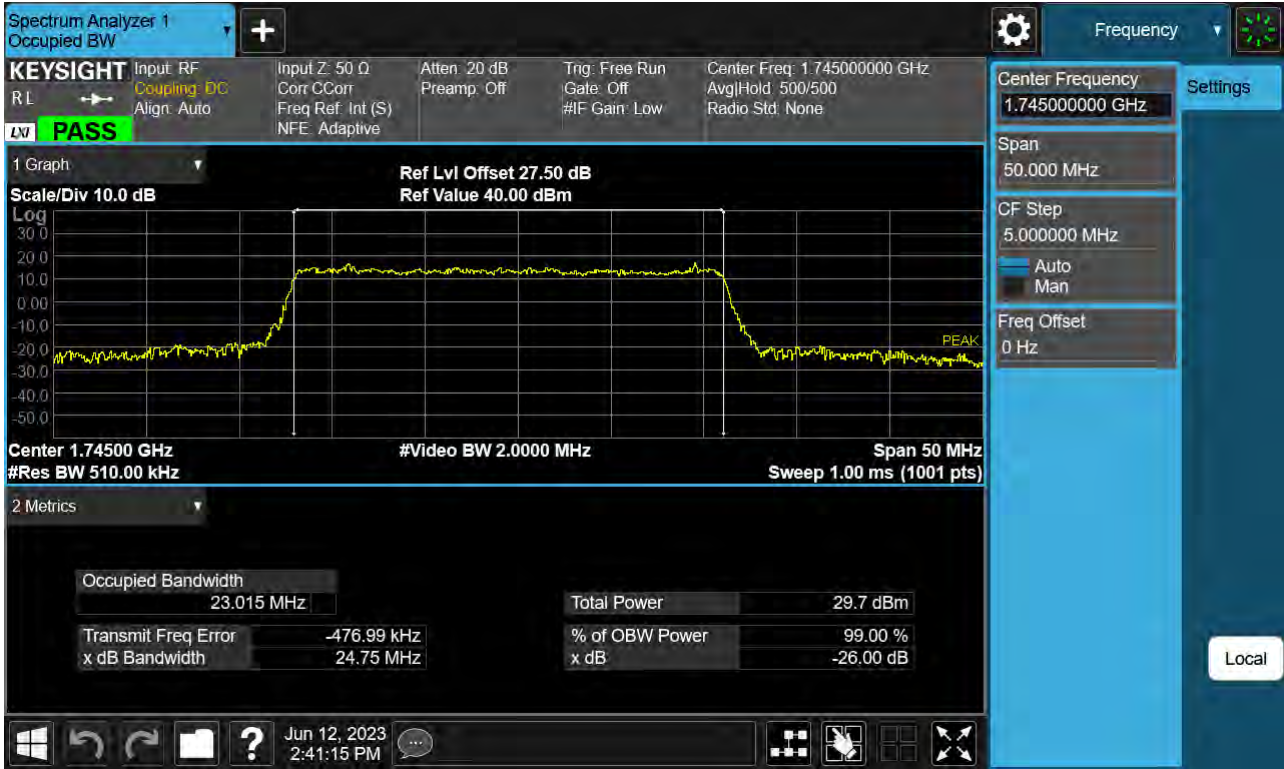 Spectrum Analyzer 1
Occupied BW
Frequency
KEYSIGHT
R L
LXI
PASS
Input: RF
Coupling: DC
Align: Auto
Input Z: 50 Ω
Corr CCorr
Freq Ref: Int (S)
NFE: Adaptive
Atten: 20 dB
Preamp: Off
Trig: Free Run
Gate: Off
#IF Gain: Low
Center Freq: 1.745000000 GHz
Avg|Hold: 500/500
Radio Std: None
1 Graph
Scale/Div 10.0 dB
Ref Lvl Offset 27.50 dB
Ref Value 40.00 dBm
Log
30.0
20.0
10.0
0.00
-10.0
-20.0
-30.0
-40.0
-50.0
PEAK
Center 1.74500 GHz
#Res BW 510.00 kHz
#Video BW 2.0000 MHz
Span 50 MHz
Sweep 1.00 ms (1001 pts)
2 Metrics
Occupied Bandwidth
23.015 MHz
Transmit Freq Error -476.99 kHz
x dB Bandwidth 24.75 MHz
Total Power 29.7 dBm
% of OBW Power 99.00 %
x dB -26.00 dB
Center Frequency
1.745000000 GHz
Span
50.000 MHz
CF Step
5.000000 MHz
Auto
Man
Freq Offset
0 Hz
Settings
Local
?
Jun 12, 2023
2:41:15 PM